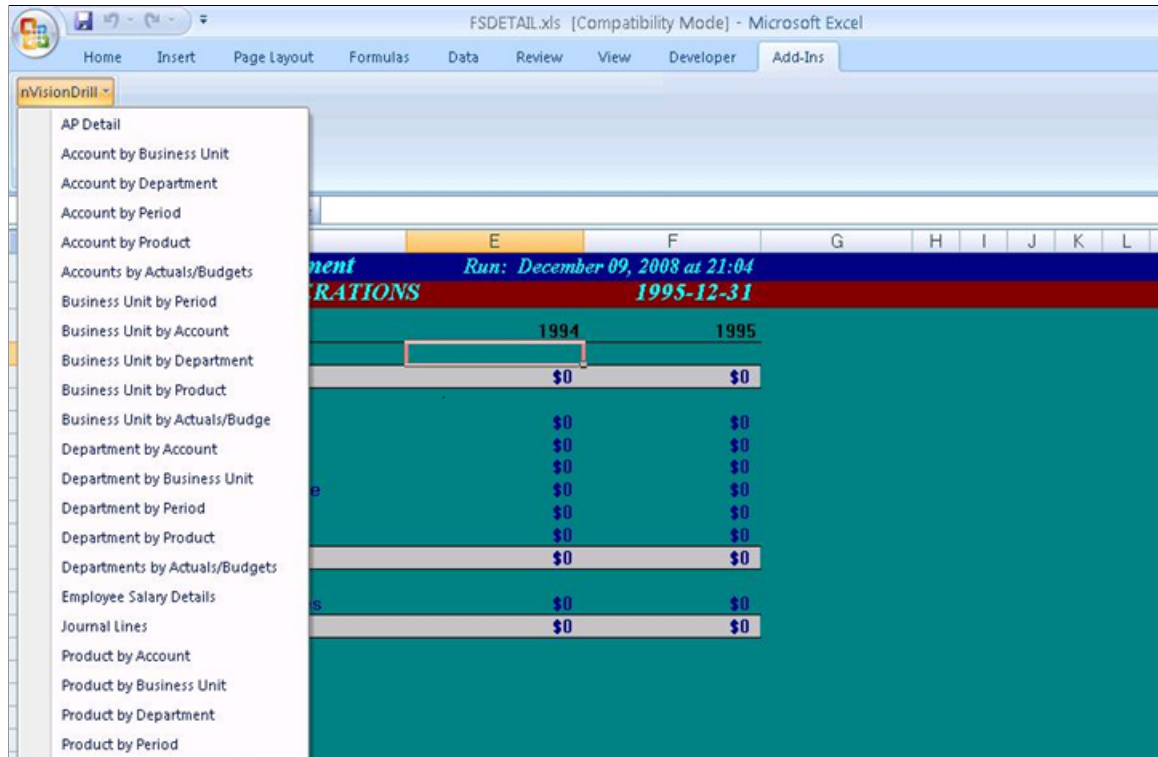 FSDETAIL.xls [Compatibility Mode] - Microsoft Excel
Home Insert Page Layout Formulas Data Review View Developer Add-Ins
nVisionDrill
AP Detail
Account by Business Unit
Account by Department
Account by Period
Account by Product
Accounts by Actuals/Budgets
Business Unit by Period
Business Unit by Account
Business Unit by Department
Business Unit by Product
Business Unit by Actuals/Budge
Department by Account
Department by Business Unit
Department by Period
Department by Product
Departments by Actuals/Budgets
Employee Salary Details
Journal Lines
Product by Account
Product by Business Unit
Product by Department
Product by Period
E F G H I J K L
ment Run: December 09, 2008 at 21:04
RATIONS 1995-12-31
1994 1995
$0 $0
$0 $0
$0 $0
$0 $0
e $0 $0
$0 $0
$0 $0
$0 $0
s $0 $0
$0 $0